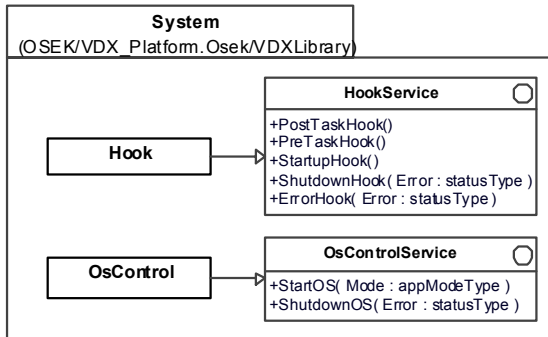 System
(OSEK/VDX_Platform.Osek/VDXLibrary)
HookService
+PostTaskHook()
+PreTaskHook()
+StartupHook()
+ShutdownHook( Error : statusType )
+ErrorHook( Error : statusType )
Hook
OsControlService
+StartOS( Mode : appModeType )
+ShutdownOS( Error : statusType )
OsControl